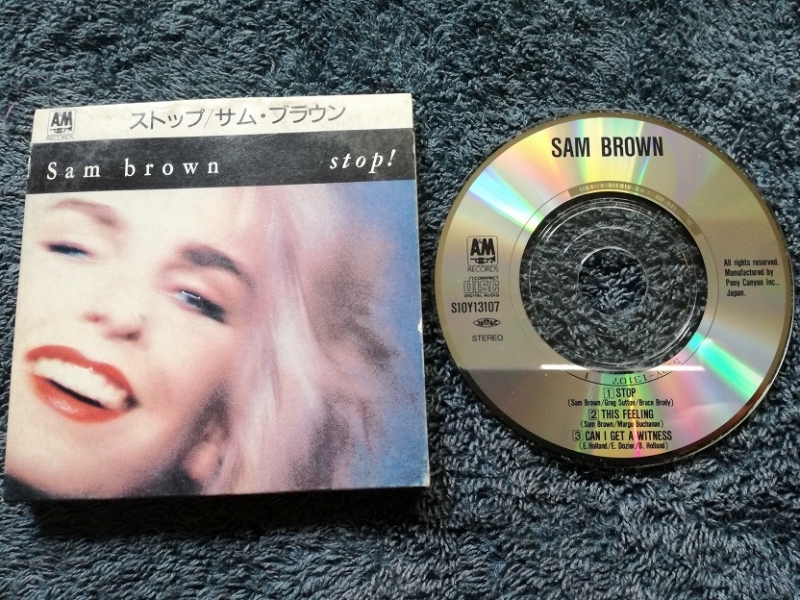 A&M
RECORDS
ストップ/サム・ブラウン
Sam brown
stop!
SAM BROWN
A&M
RECORDS
COMPACT
disc
DIGITAL AUDIO
S10Y13107
STEREO
All rights reserved.
Manufactured by
Pony Canyon Inc.,
Japan.
1 STOP
(Sam Brown/Greg Sutton/Bruce Brody)
2 THIS FEELING
(Sam Brown/Margo Buchanan)
3 CAN I GET A WITNESS
(E. Holland/E. Dozier/B. Holland)